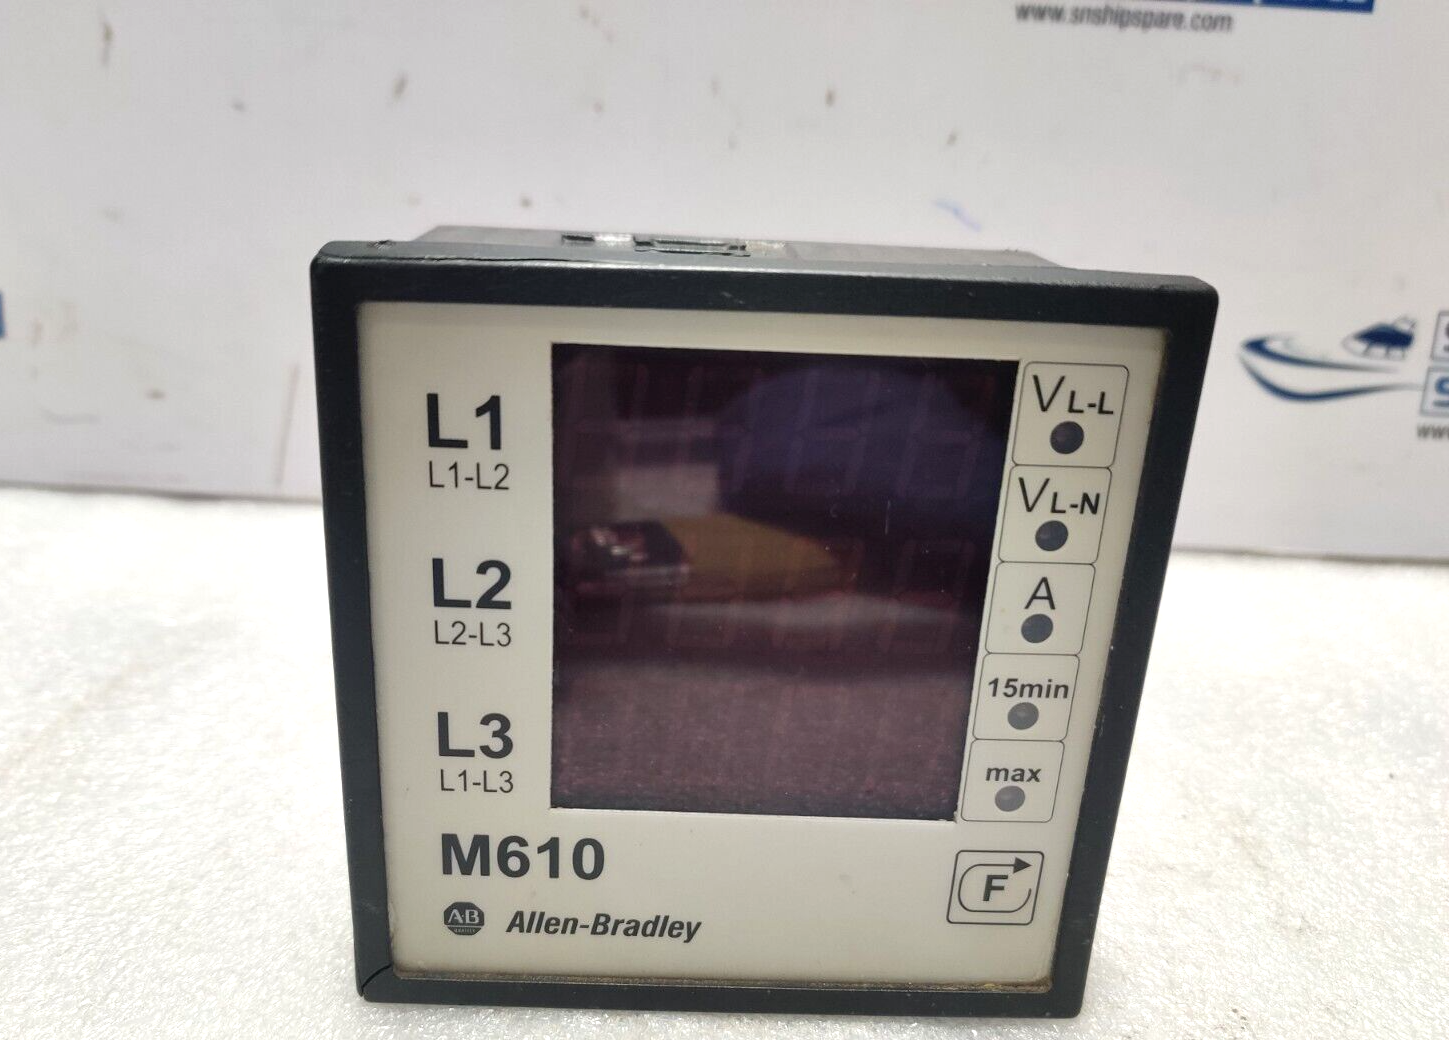 www.snshipspare.com
L1
L1-L2
L2
L2-L3
L3
L1-L3
VL-L
VL-N
A
15min
max
M610
F
A-B
Allen-Bradley